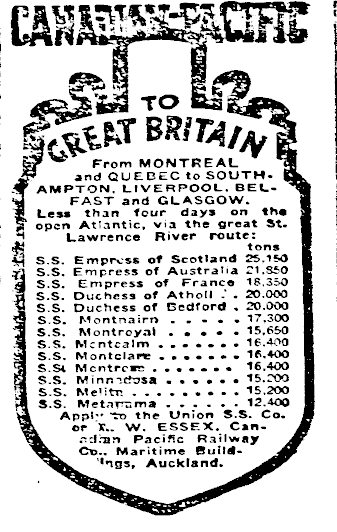 CANADIAN-PACIFIC
TO
GREAT BRITAIN
From MONTREAL
and QUEBEC to SOUTH-
AMPTON, LIVERPOOL, BEL-
FAST and GLASGOW.
Less than four days on the
open Atlantic, via the great St.
Lawrence River route:
tons
S.S. Empress of Scotland 25,150
S.S. Empress of Australia 21,850
S.S. Empress of France 18,350
S.S. Duchess of Atholl . . 20,000
S.S. Duchess of Bedford . 20,000
S.S. Montnairn . . . . . 17,300
S.S. Montroyal . . . . . 15,650
S.S. Montcalm . . . . . . 16,400
S.S. Montclare . . . . . . 16,400
S.S. Montrose . . . . . . 16,400
S.S. Minnedosa . . . . . . 15,200
S.S. Melita . . . . . . . 15,200
S.S. Metagama . . . . . . 12,400
Apply to the Union S.S. Co.
or W. ESSEX, Can-
adian Pacific Railway
Co., Maritime Build-
ings, Auckland.